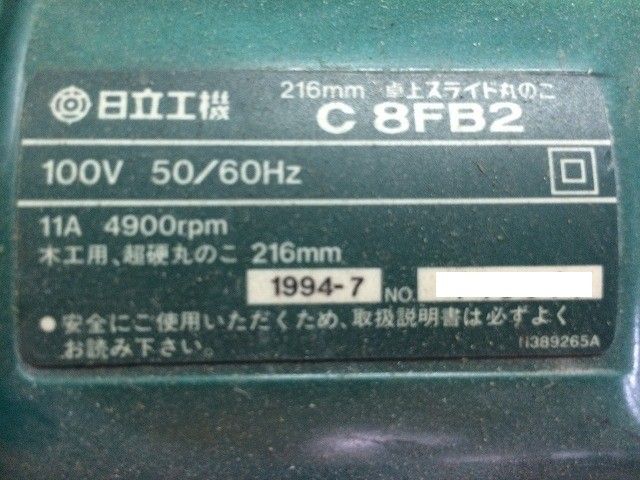 日立工機 216mm 卓上スライド丸のこ
C 8FB2
100V 50/60Hz
11A 4900rpm
木工用、超硬丸のこ 216mm
1994-7 NO.
●安全にご使用いただくため、取扱説明書は必ずよく
お読み下さい。
H389265A